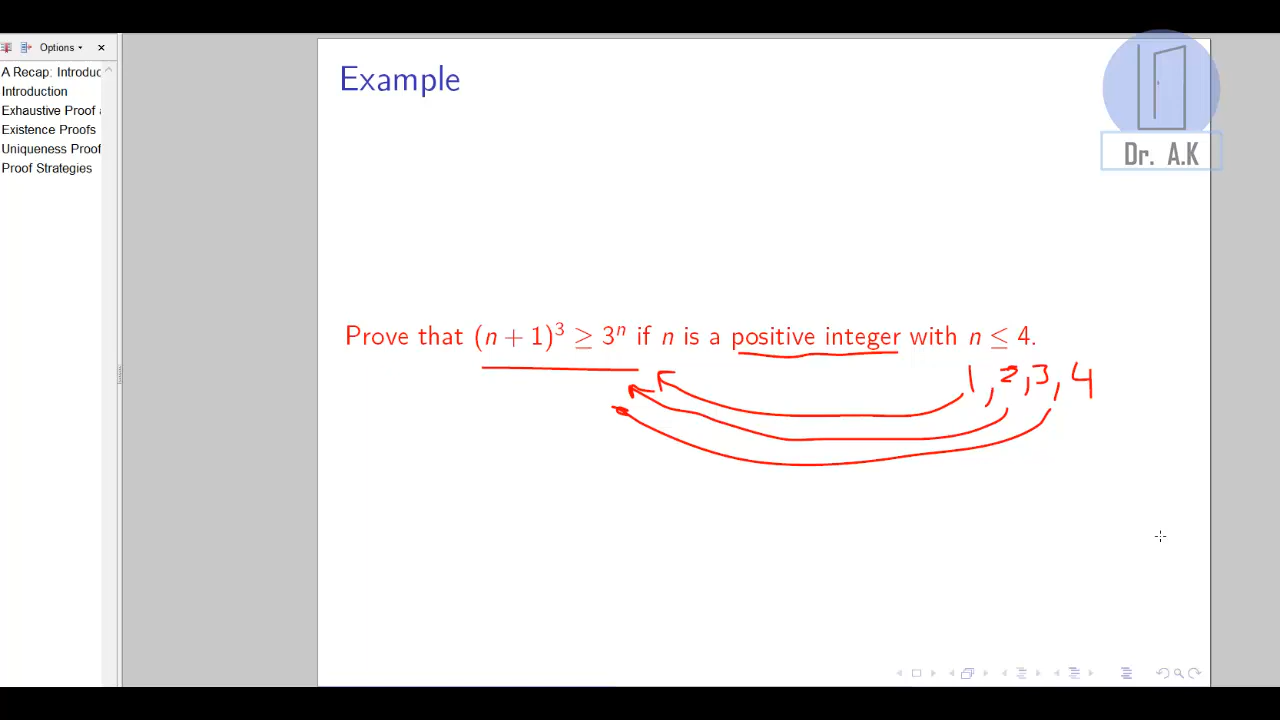 Options
A Recap: Introduc
Introduction
Exhaustive Proof a
Existence Proofs
Uniqueness Proof
Proof Strategies
Example
Dr. A.K
Prove that (n + 1)³ ≥ 3ⁿ if n is a positive integer with n ≤ 4.
1, 2, 3, 4